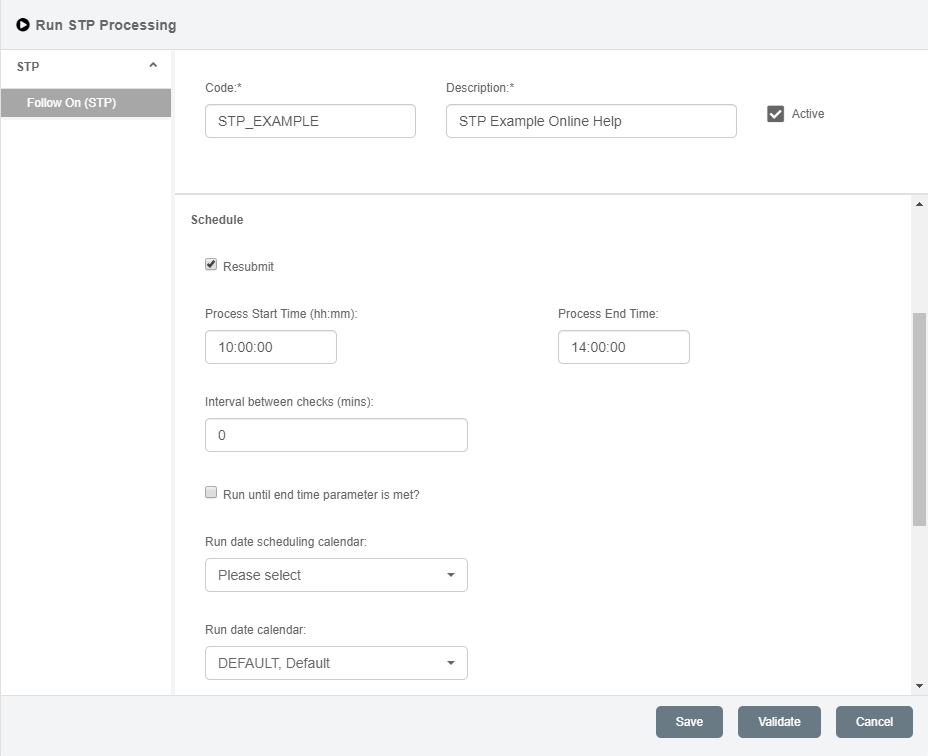 Run STP Processing
STP
Follow On (STP)
Code:*
Description:*
STP_EXAMPLE
STP Example Online Help
Active
Schedule
Resubmit
Process Start Time (hh:mm):
Process End Time:
10:00:00
14:00:00
Interval between checks (mins):
0
Run until end time parameter is met?
Run date scheduling calendar:
Please select
Run date calendar:
DEFAULT, Default
Save
Validate
Cancel